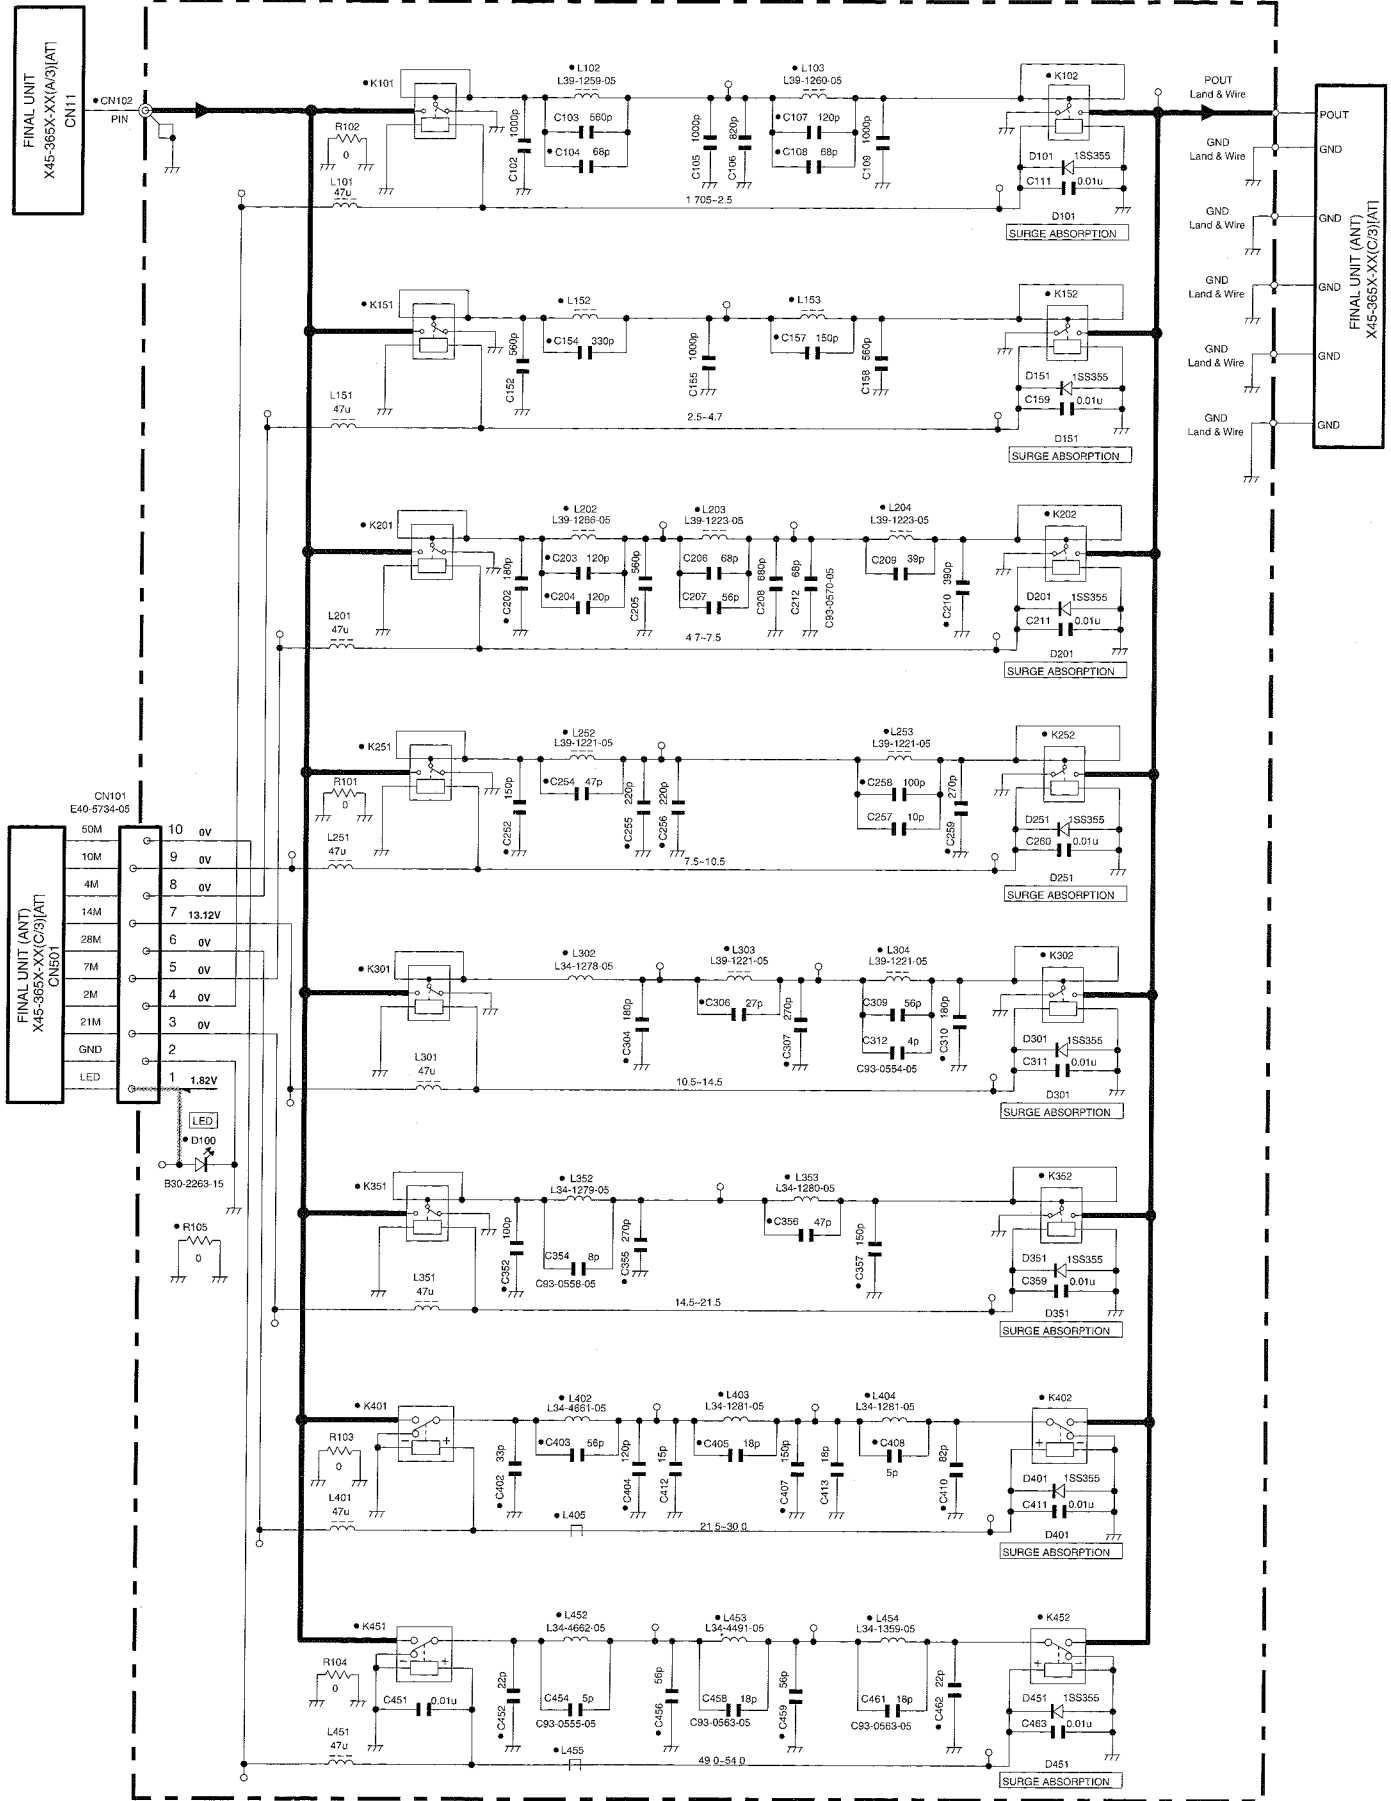 FINAL UNIT
X45-365X-XX(A/3)[AT]
CN11
CN102
PIN
K101
L102
L39-1259-05
L103
L39-1260-05
K102
POUT
Land & Wire
POUT
R102
0
1000p
C102
C103 560p
C104 68p
1000p
C105
820p
C106
C107 120p
C108 68p
1000p
C109
D101 1SS355
C111 0.01u
GND
Land & Wire
GND
L101
47u
1 705~2.5
D101
SURGE ABSORPTION
GND
Land & Wire
GND
FINAL UNIT (ANT)
X45-365X-XX(C/3)[AT]
K151
L152
L153
K152
GND
Land & Wire
GND
560p
C152
C154 330p
1000p
C155
C157 150p
560p
C158
GND
Land & Wire
GND
D151 1SS355
C159 0.01u
L151
47u
2.5~4.7
GND
Land & Wire
GND
D151
SURGE ABSORPTION
K201
L202
L39-1266-05
L203
L39-1223-05
L204
L39-1223-05
K202
180p
C202
C203 120p
C204 120p
560p
C205
C206 68p
C207 56p
680p
C208
68p
C212
C93-0570-05
C209 39p
390p
C210
D201 1SS355
C211 0.01u
L201
47u
4 7~7.5
D201
SURGE ABSORPTION
K251
L252
L39-1221-05
L253
L39-1221-05
K252
R101
0
150p
C252
C254 47p
220p
C255
220p
C256
C258 100p
C257 10p
270p
C259
D251 1SS355
C260 0.01u
L251
47u
7.5~10.5
D251
SURGE ABSORPTION
CN101
E40-5734-05
FINAL UNIT (ANT)
X45-365X-XX(C/3)[AT]
CN501
50M 10 0V
10M 9 0V
4M 8 0V
14M 7 13.12V
28M 6 0V
7M 5 0V
2M 4 0V
21M 3 0V
GND 2
LED 1 1.82V
LED
D100
B30-2263-15
R105
0
K301
L302
L34-1278-05
L303
L39-1221-05
L304
L39-1221-05
K302
180p
C304
C306 27p
270p
C307
C309 56p
C312 4p
C93-0554-05
180p
C310
D301 1SS355
C311 0.01u
L301
47u
10.5~14.5
D301
SURGE ABSORPTION
K351
L352
L34-1279-05
L353
L34-1280-05
K352
100p
C352
C354 8p
C93-0558-05
270p
C355
C356 47p
150p
C357
D351 1SS355
C359 0.01u
L351
47u
14.5~21.5
D351
SURGE ABSORPTION
K401
L402
L34-4661-05
L403
L34-1281-05
L404
L34-1281-05
K402
R103
0
- +
33p
C402
C403 56p
120p
C404
15p
C412
C405 18p
150p
C407
18p
C413
C408
5p
82p
C410
+ -
D401 1SS355
C411 0.01u
L401
47u
L405
21 5~30 0
D401
SURGE ABSORPTION
K451
L452
L34-4662-05
L453
L34-4491-05
L454
L34-1359-05
K452
R104
0
- +
C451 0.01u
22p
C452
C454 5p
C93-0555-05
56p
C456
C458 18p
C93-0563-05
56p
C459
C461 18p
C93-0563-05
22p
C462
+ -
D451 1SS355
C463 0.01u
L451
47u
L455
49 0~54 0
D451
SURGE ABSORPTION